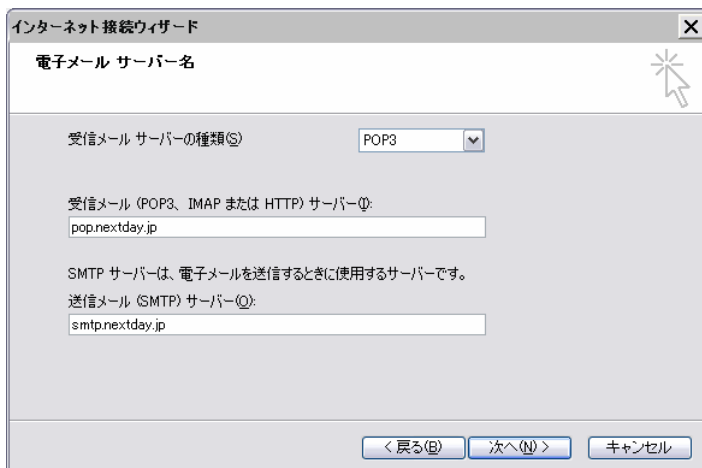 インターネット接続ウィザード
電子メール サーバー名
受信メール サーバーの種類(S) POP3
受信メール (POP3、IMAP または HTTP) サーバー(I):
pop.nextday.jp
SMTP サーバーは、電子メールを送信するときに使用するサーバーです。
送信メール (SMTP) サーバー(O):
smtp.nextday.jp
< 戻る(B) 次へ(N) > キャンセル